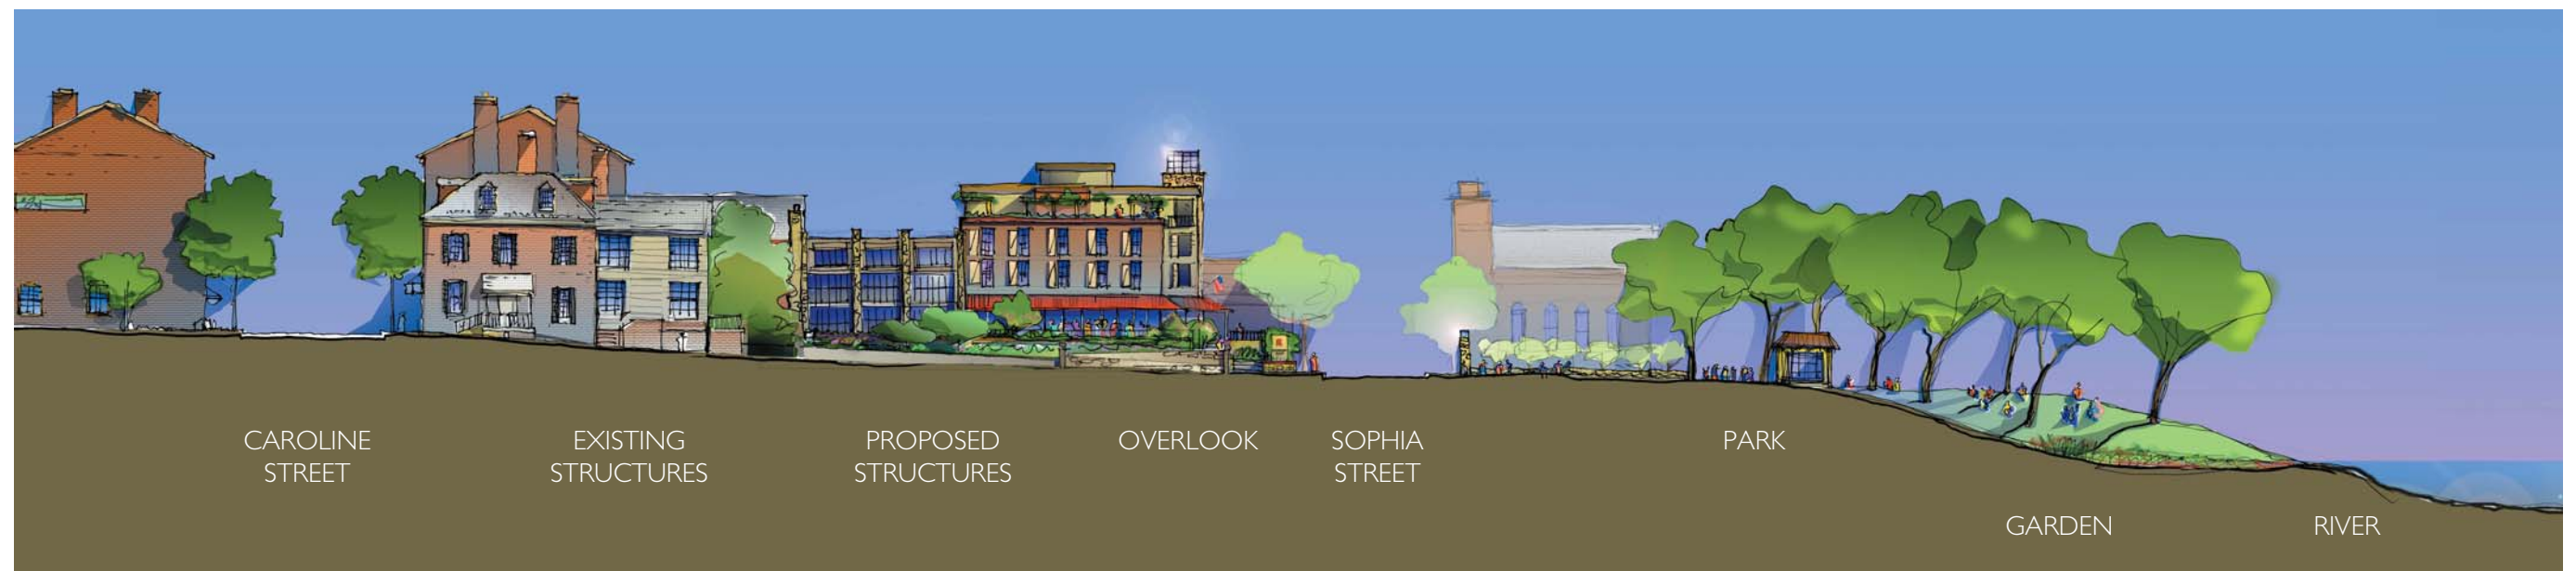 CAROLINE
STREET
EXISTING
STRUCTURES
PROPOSED
STRUCTURES
OVERLOOK
SOPHIA
STREET
PARK
GARDEN
RIVER